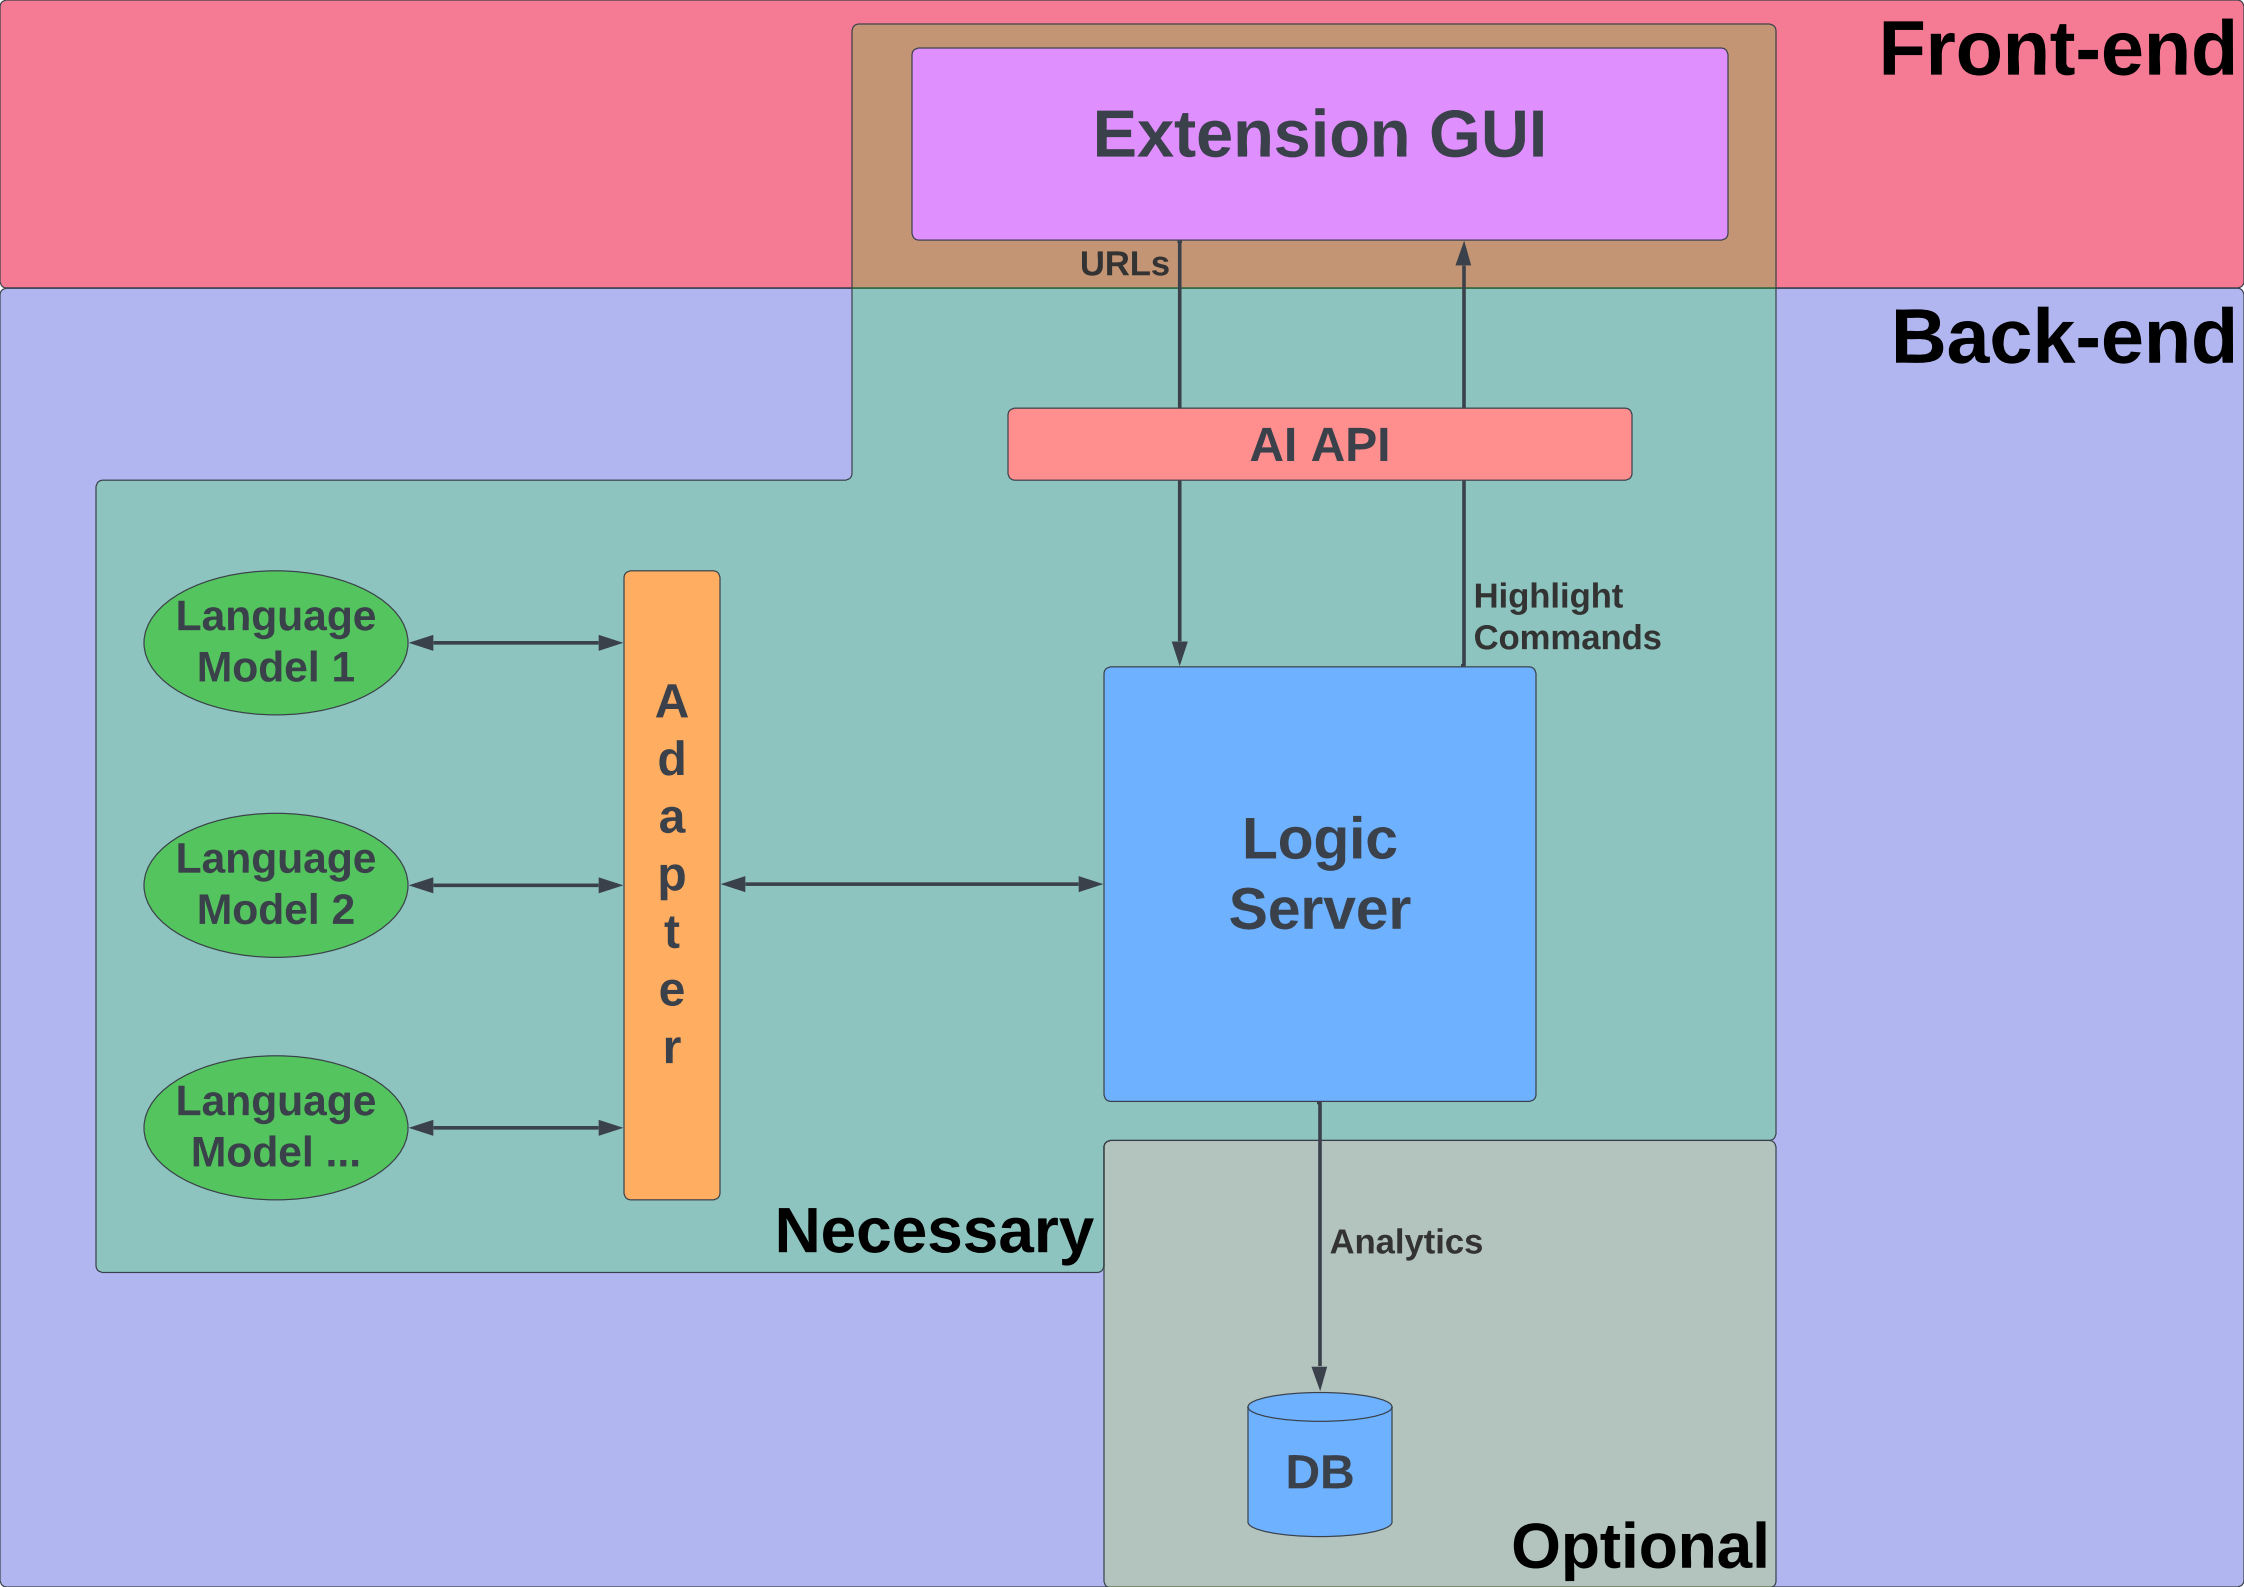 Front-end
Extension GUI
URLs
Back-end
AI API
Highlight
Commands
Language
Model 1
Language
Model 2
Language
Model ...
A
d
a
p
t
e
r
Logic
Server
Necessary
Analytics
DB
Optional